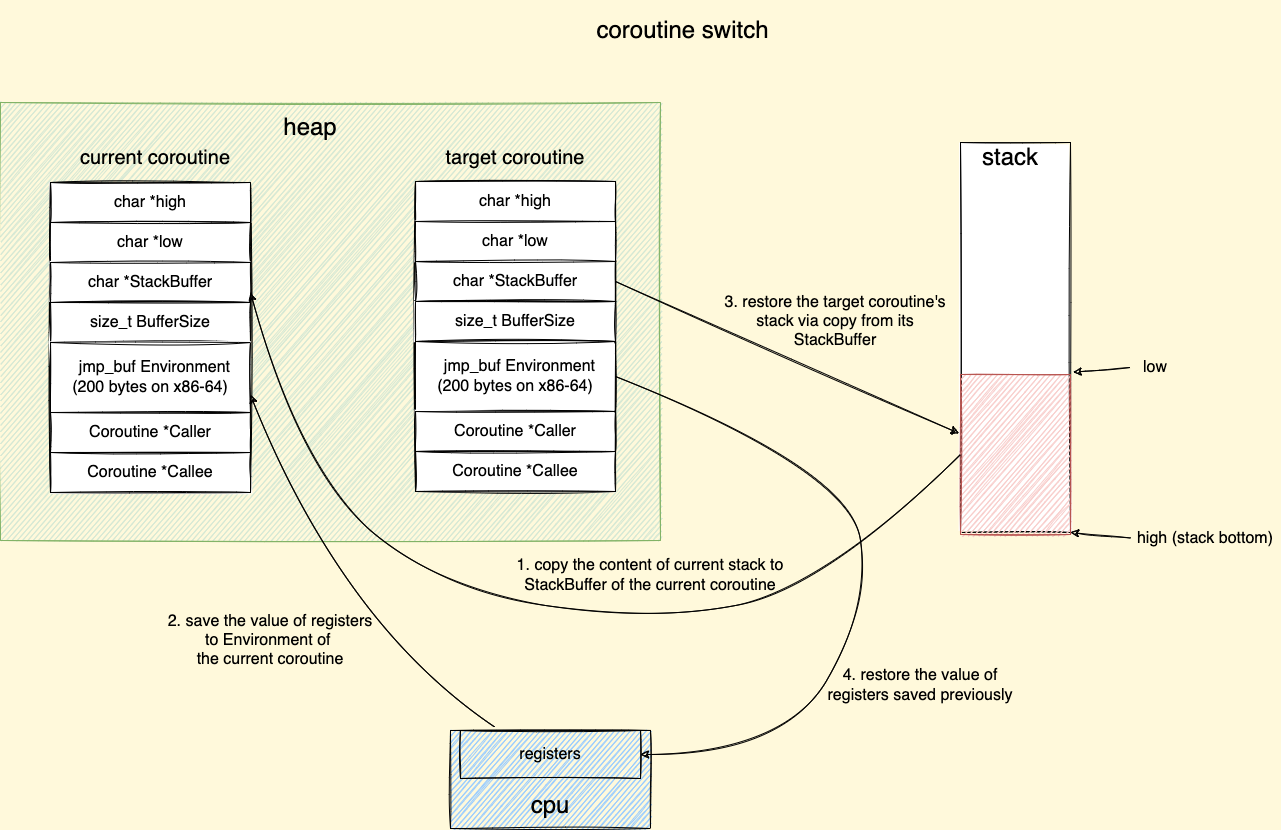 coroutine switch
heap
current coroutine
char *high
char *low
char *StackBuffer
size_t BufferSize
jmp_buf Environment
(200 bytes on x86-64)
Coroutine *Caller
Coroutine *Callee
target coroutine
char *high
char *low
char *StackBuffer
size_t BufferSize
jmp_buf Environment
(200 bytes on x86-64)
Coroutine *Caller
Coroutine *Callee
stack
3. restore the target coroutine's
stack via copy from its
StackBuffer
low
high (stack bottom)
1. copy the content of current stack to
StackBuffer of the current coroutine
2. save the value of registers
to Environment of
the current coroutine
4. restore the value of
registers saved previously
registers
cpu